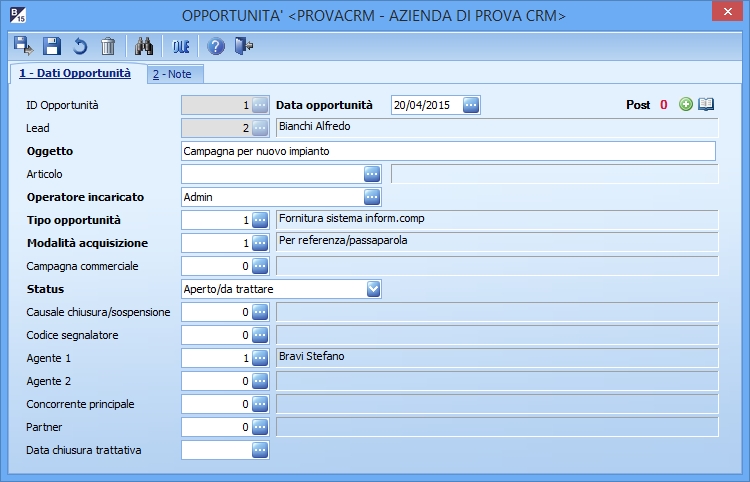 OPPORTUNITA' <PROVACRM - AZIENDA DI PROVA CRM>
B 15
OLE ?
1 - Dati Opportunità 2 - Note
ID Opportunità 1 Data opportunità 20/04/2015 Post 0
Lead 2 Bianchi Alfredo
Oggetto Campagna per nuovo impianto
Articolo
Operatore incaricato Admin
Tipo opportunità 1 Fornitura sistema inform.comp
Modalità acquisizione 1 Per referenza/passaparola
Campagna commerciale 0
Status Aperto/da trattare
Causale chiusura/sospensione 0
Codice segnalatore 0
Agente 1 1 Bravi Stefano
Agente 2 0
Concorrente principale 0
Partner 0
Data chiusura trattativa